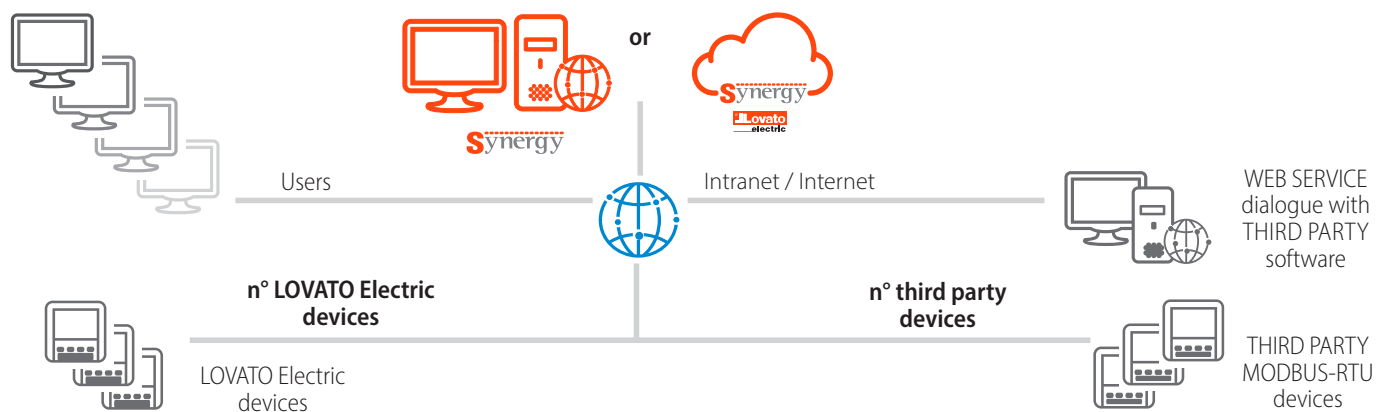 or
Synergy
Lovato
electric
Synergy
Users
Intranet / Internet
WEB SERVICE
dialogue with
THIRD PARTY
software
n° LOVATO Electric
devices
n° third party
devices
LOVATO Electric
devices
THIRD PARTY
MODBUS-RTU
devices